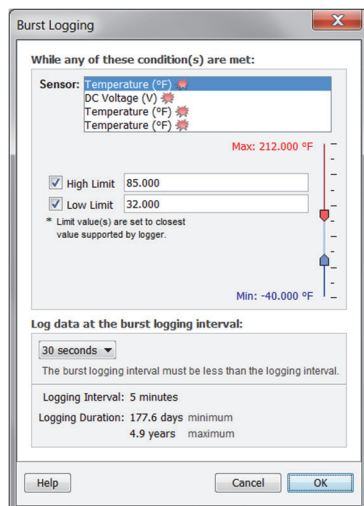 Burst Logging
While any of these condition(s) are met:
Sensor: Temperature (°F)
DC Voltage (V)
Temperature (°F)
Temperature (°F)
Max: 212.000 °F
High Limit 85.000
Low Limit 32.000
* Limit value(s) are set to closest
value supported by logger.
Min: -40.000 °F
Log data at the burst logging interval:
30 seconds
The burst logging interval must be less than the logging interval.
Logging Interval: 5 minutes
Logging Duration: 177.6 days minimum
4.9 years maximum
Help Cancel OK